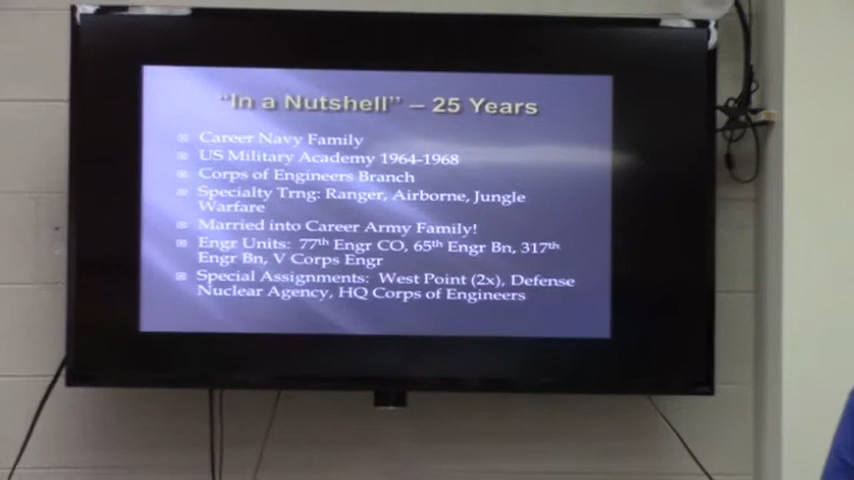 "In a Nutshell" – 25 Years
Career Navy Family
US Military Academy 1964-1968
Corps of Engineers Branch
Specialty Trng: Ranger, Airborne, Jungle
Warfare
Married into Career Army Family!
Engr Units: 77th Engr CO, 65th Engr Bn, 317th
Engr Bn, V Corps Engr
Special Assignments: West Point (2x), Defense
Nuclear Agency, HQ Corps of Engineers